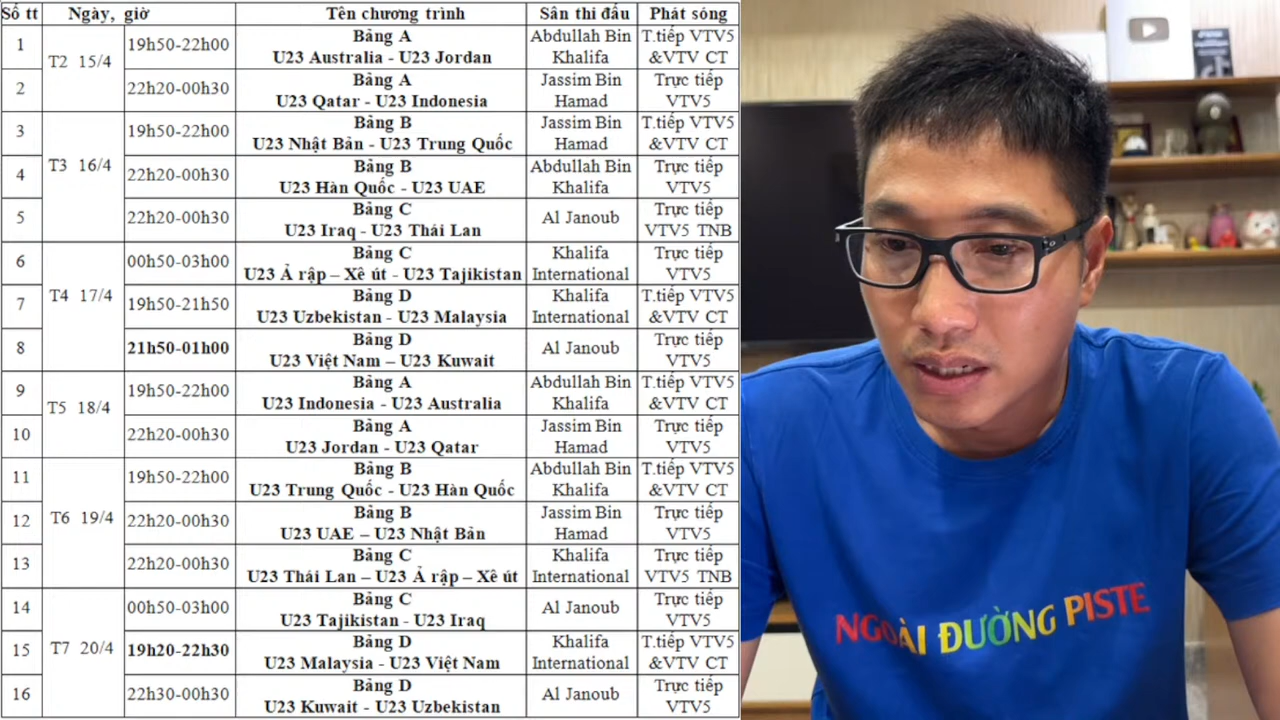 Số tt Ngày, giờ Tên chương trình Sân thi đấu Phát sóng
1 T2 15/4 19h50-22h00 Bảng A Abdullah Bin T.tiếp VTV5
U23 Australia - U23 Jordan Khalifa &VTV CT
2 22h20-00h30 Bảng A Jassim Bin Trực tiếp
U23 Qatar - U23 Indonesia Hamad VTV5
3 T3 16/4 19h50-22h00 Bảng B Jassim Bin T.tiếp VTV5
U23 Nhật Bản - U23 Trung Quốc Hamad & VTV CT
4 22h20-00h30 Bảng B Abdullah Bin Trực tiếp
U23 Hàn Quốc - U23 UAE Khalifa VTV5
5 22h20-00h30 Bảng C Al Janoub Trực tiếp
U23 Iraq - U23 Thái Lan VTV5 TNB
6 T4 17/4 00h50-03h00 Bảng C Khalifa Trực tiếp
U23 Ả rập – Xê út - U23 Tajikistan International VTV5
7 19h50-21h50 Bảng D Khalifa T.tiếp VTV5
U23 Uzbekistan - U23 Malaysia International & VTV CT
8 21h50-01h00 Bảng D Al Janoub Trực tiếp
U23 Việt Nam – U23 Kuwait VTV5
9 T5 18/4 19h50-22h00 Bảng A Abdullah Bin T.tiếp VTV5
U23 Indonesia - U23 Australia Khalifa &VTV CT
10 22h20-00h30 Bảng A Jassim Bin Trực tiếp
U23 Jordan - U23 Qatar Hamad VTV5
11 T6 19/4 19h50-22h00 Bảng B Abdullah Bin T.tiếp VTV5
U23 Trung Quốc - U23 Hàn Quốc Khalifa &VTV CT
12 22h20-00h30 Bảng B Jassim Bin Trực tiếp
U23 UAE – U23 Nhật Bản Hamad VTV5
13 22h20-00h30 Bảng C Khalifa Trực tiếp
U23 Thái Lan – U23 Ả rập – Xê út International VTV5 TNB
14 T7 20/4 00h50-03h00 Bảng C Al Janoub Trực tiếp
U23 Tajikistan - U23 Iraq VTV5
15 19h20-22h30 Bảng D Khalifa T.tiếp VTV5
U23 Malaysia - U23 Việt Nam International &VTV CT
16 22h30-00h30 Bảng D Al Janoub Trực tiếp
U23 Kuwait - U23 Uzbekistan VTV5
NGOÀI ĐƯỜNG PISTE